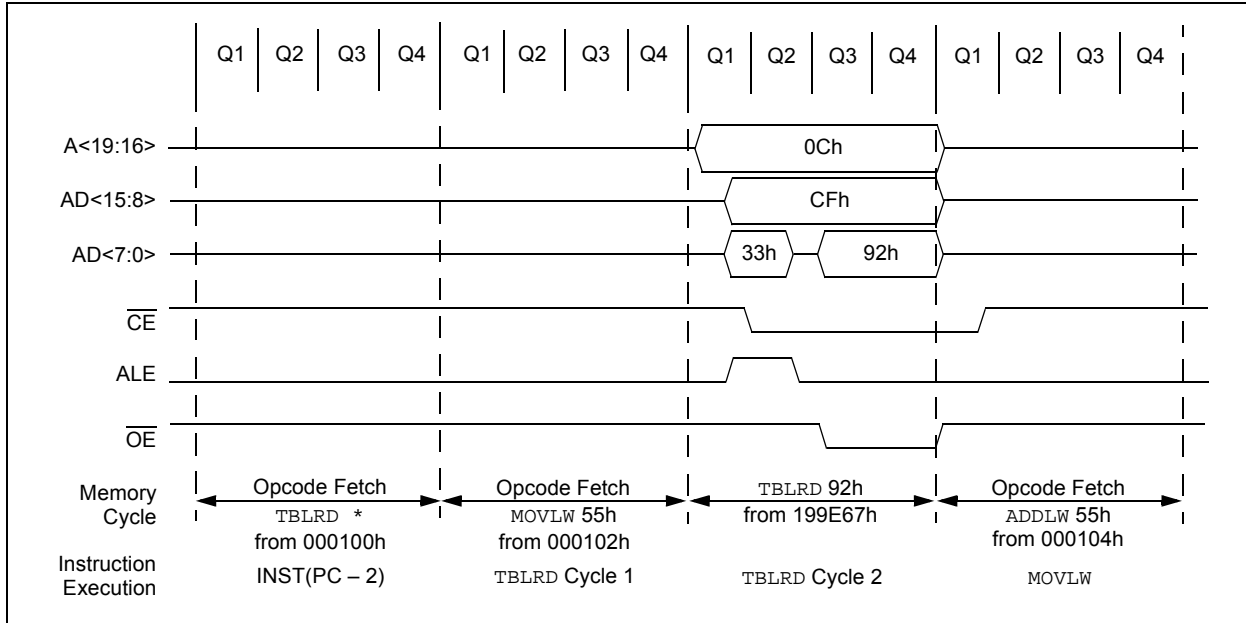 Q1 Q2 Q3 Q4 Q1 Q2 Q3 Q4 Q1 Q2 Q3 Q4 Q1 Q2 Q3 Q4
A<19:16> 0Ch
AD<15:8> CFh
AD<7:0> 33h 92h
CE
ALE
OE
Memory Cycle
Opcode Fetch
TBLRD *
from 000100h
Opcode Fetch
MOVLW 55h
from 000102h
TBLRD 92h
from 199E67h
Opcode Fetch
ADDLW 55h
from 000104h
Instruction Execution
INST(PC – 2)
TBLRD Cycle 1
TBLRD Cycle 2
MOVLW